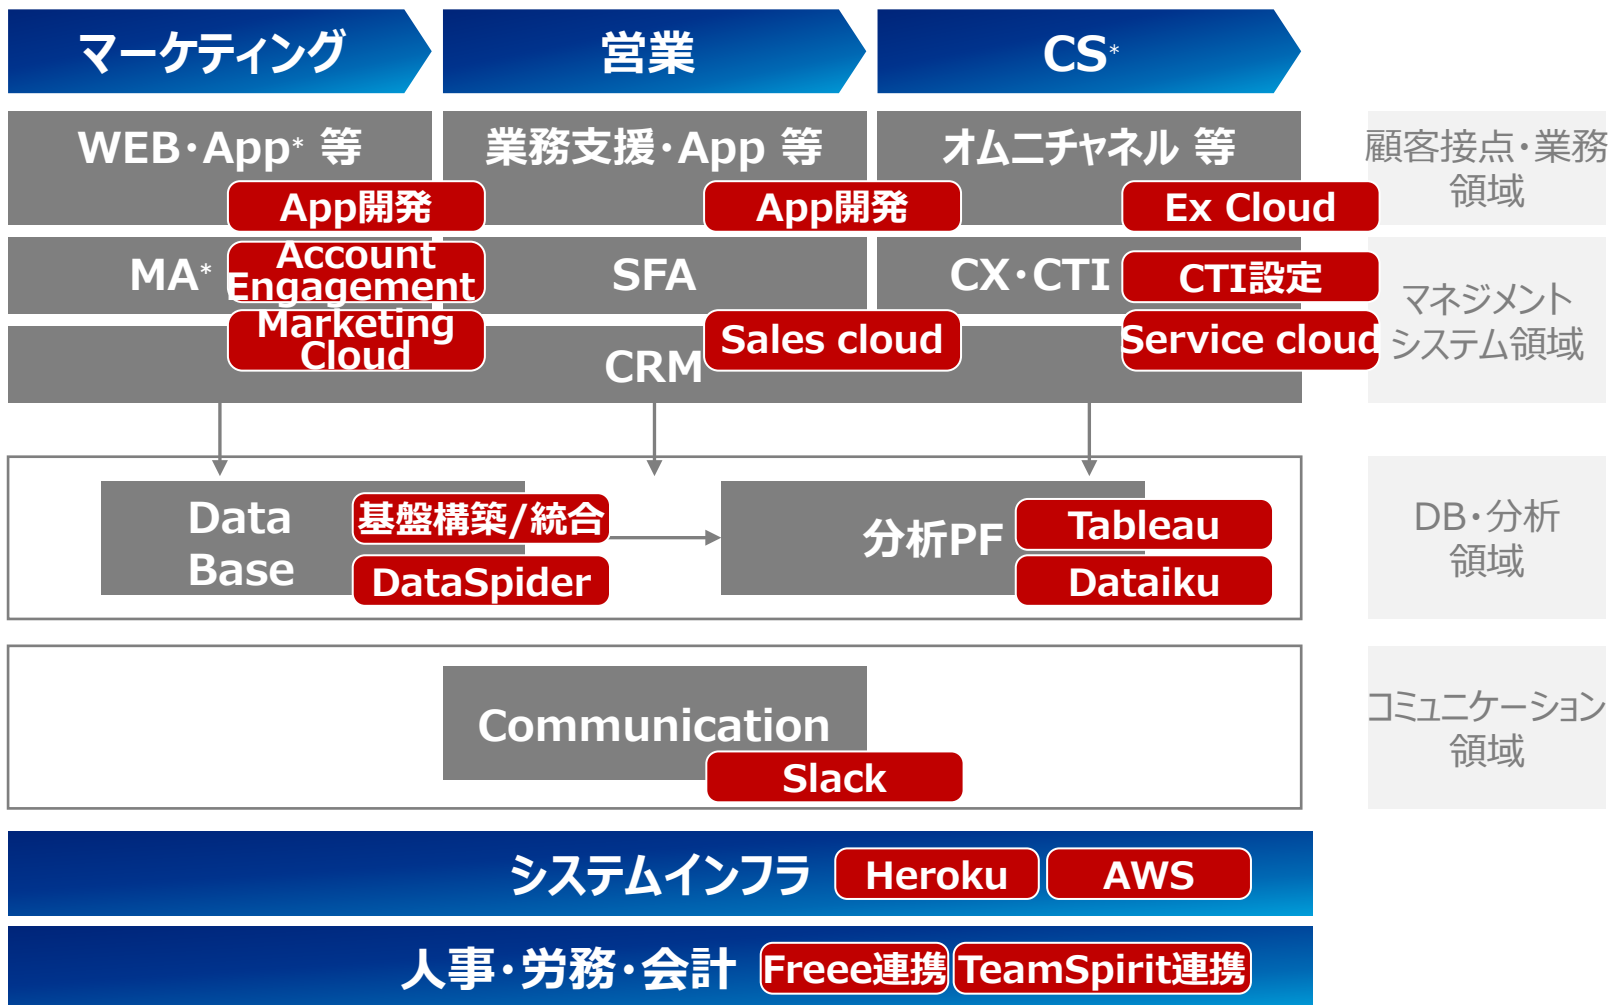 マーケティング
営業
CS*
WEB・App* 等
業務支援・App 等
オムニチャネル 等
顧客接点・業務
領域
App開発
App開発
Ex Cloud
MA*
Account
Engagement
SFA
CX・CTI
CTI設定
マネジメント
システム領域
Marketing
Cloud
CRM
Sales cloud
Service cloud
Data
Base
基盤構築/統合
DataSpider
分析PF
Tableau
Dataiku
DB・分析
領域
Communication
Slack
コミュニケーション
領域
システムインフラ
Heroku
AWS
人事・労務・会計
Freee連携
TeamSpirit連携